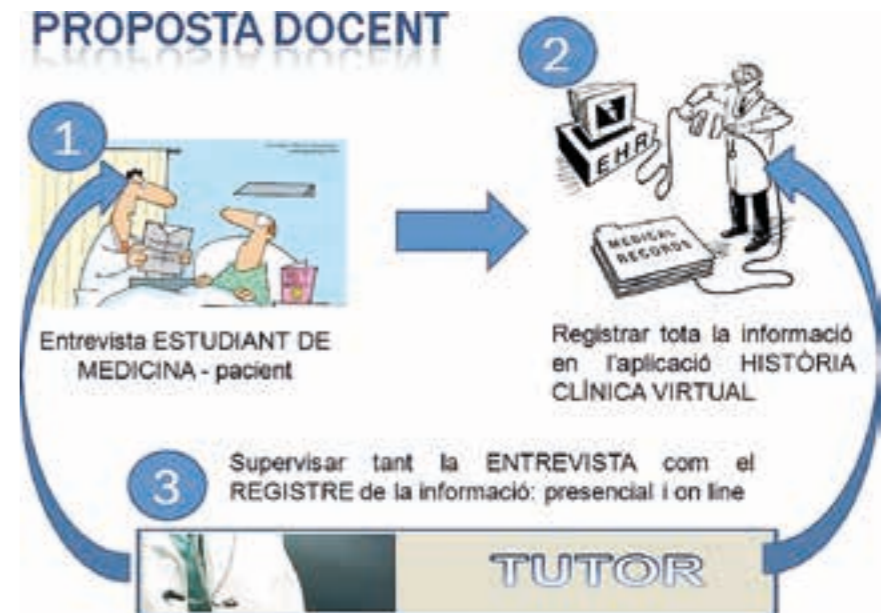 PROPOSTA DOCENT
1
2
EHR
MEDICAL
RECORDS
Entrevista ESTUDIANT DE
MEDICINA - pacient
Registrar tota la informació
en l'aplicació HISTÒRIA
CLÍNICA VIRTUAL
3
Supervisar tant la ENTREVISTA com el
REGISTRE de la informació: presencial i on line
TUTOR